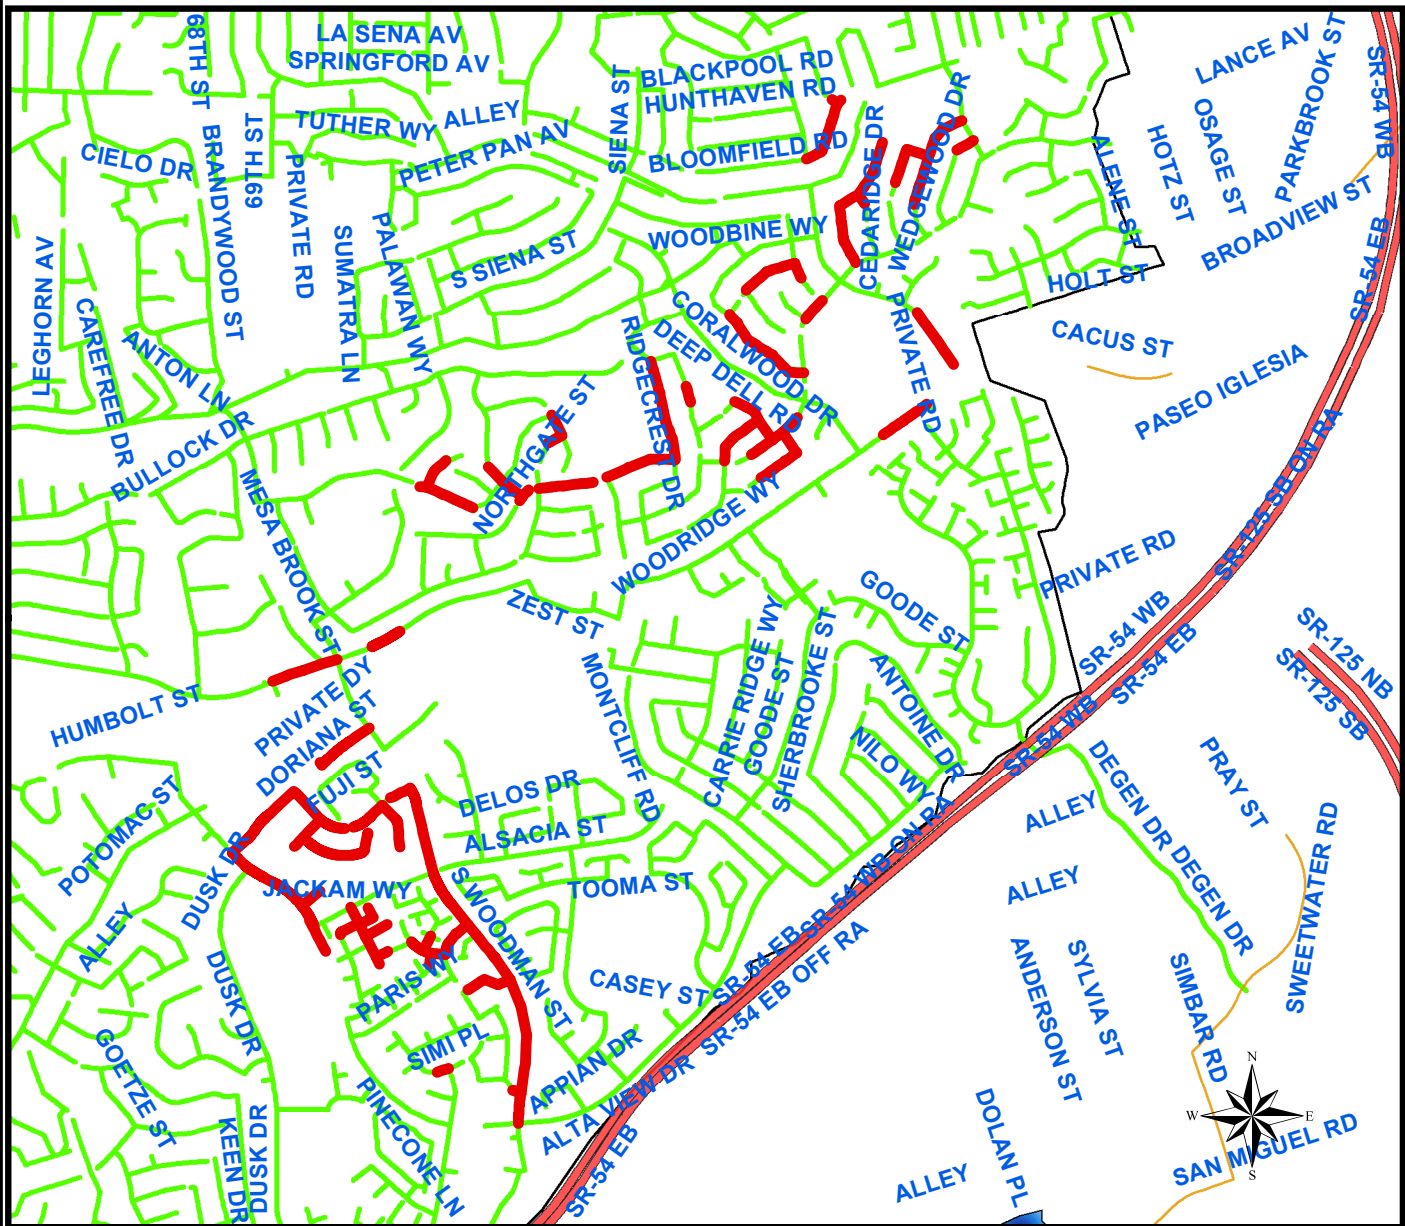 68TH ST
LA SENA AV
SPRINGFORD AV
BLACKPOOL RD
HUNTHAVEN RD
LANCE AV
PARKBROOK ST
SR-54 WB
SIENA ST
TUTHER WY
ALLEY
69TH ST
BRANDYWOOD ST
CIELO DR
PRIVATE RD
PETER PAN AV
BLOOMFIELD RD
CEDARIDGE DR
WEDGEWOOD DR
ALENE ST
HOTZ ST
OSAGE ST
BROADVIEW ST
LEGHORN AV
SUMATRA LN
PALAWAN WY
S SIENA ST
WOODBINE WY
HOLT ST
SR-54 EB
CAREFREE DR
ANTON LN
CORALWOOD DR
DEEP DELL RD
RIDGECREST DR
PRIVATE RD
CACUS ST
PASEO IGLESIA
BULLOCK DR
NORTHGATE ST
SR-125 SB ON RA
MESA BROOK ST
WOODRIDGE WY
PRIVATE RD
ZEST ST
GOODE ST
SR-54 WB
SR-54 EB
SR-125 NB
SR-125 SB
HUMBOLT ST
PRIVATE DY
DORIANA ST
FUJI ST
MONTCLIFF RD
CARRIE RIDGE WY
GOODE ST
SHERBROOKE ST
ANTOINE DR
NILO WY
SR-54 WB
DEGEN DR
DEGEN DR
PRAY ST
POTOMAC ST
DELOS DR
ALSACIA ST
ALLEY
SWEETWATER RD
DUSK DR
JACKAM WY
TOOMA ST
SR-54 WB ON RA
ALLEY
ALLEY
S WOODMAN ST
PARIS WY
CASEY ST
SR-54 EB
SR-54 EB OFF RA
ANDERSON ST
SYLVIA ST
SIMBAR RD
DUSK DR
GOETZE ST
SIMI PL
APPIAN DR
ALTA VIEW DR
PINECONE LN
N
W
E
S
KEEN DR
DUSK DR
SR-54 EB
ALLEY
DOLAN PL
SAN MIGUEL RD